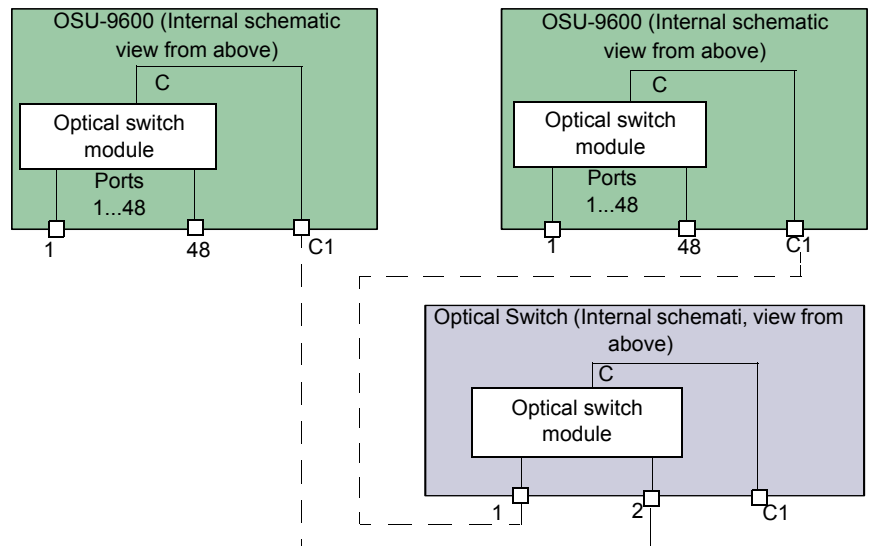 OSU-9600 (Internal schematic
view from above)
C
Optical switch
module
Ports
1...48
1
48
C1
OSU-9600 (Internal schematic
view from above)
C
Optical switch
module
Ports
1...48
1
48
C1
Optical Switch (Internal schemati, view from
above)
C
Optical switch
module
1
2
C1